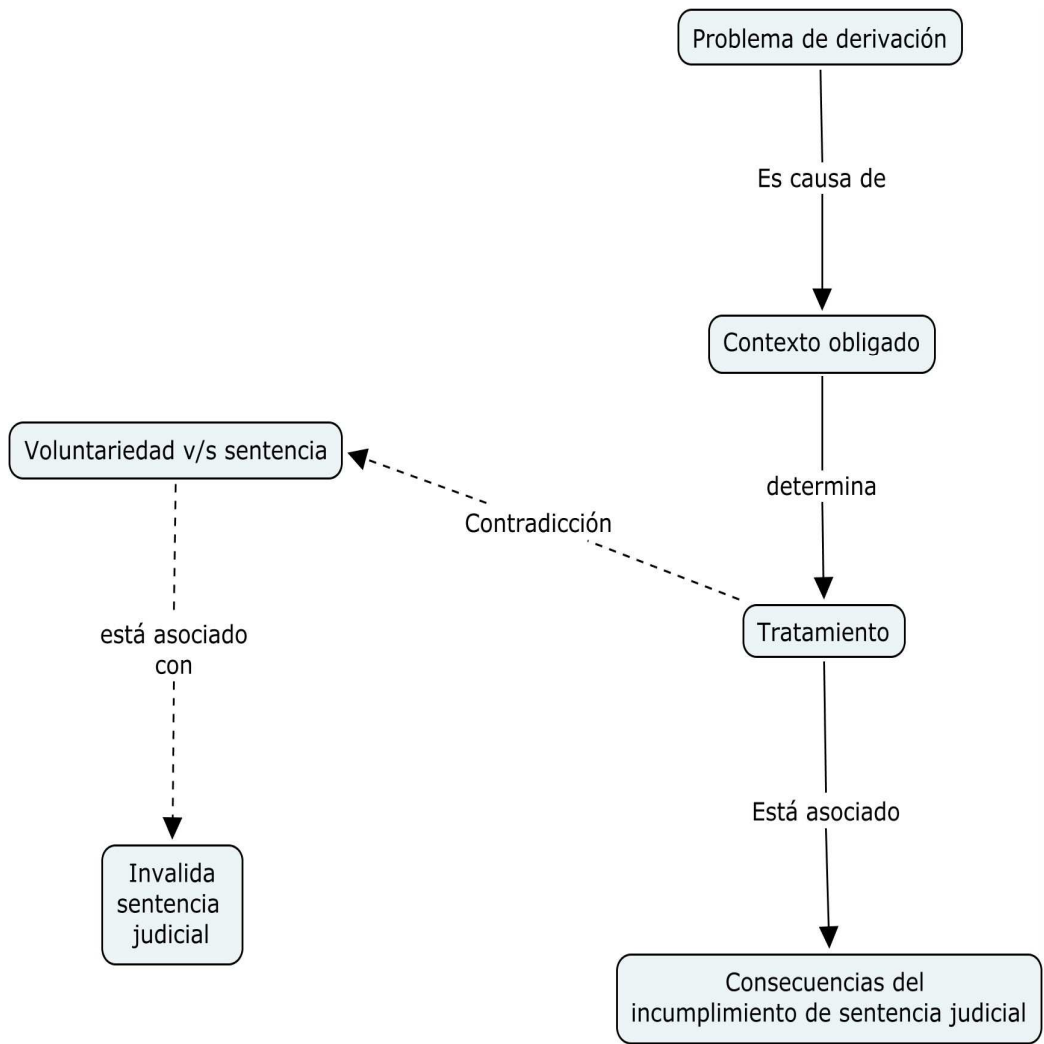 Problema de derivación
Es causa de
Contexto obligado
Voluntariedad v/s sentencia
determina
Contradicción
Tratamiento
está asociado
con
Está asociado
Invalida
sentencia
judicial
Consecuencias del
incumplimiento de sentencia judicial